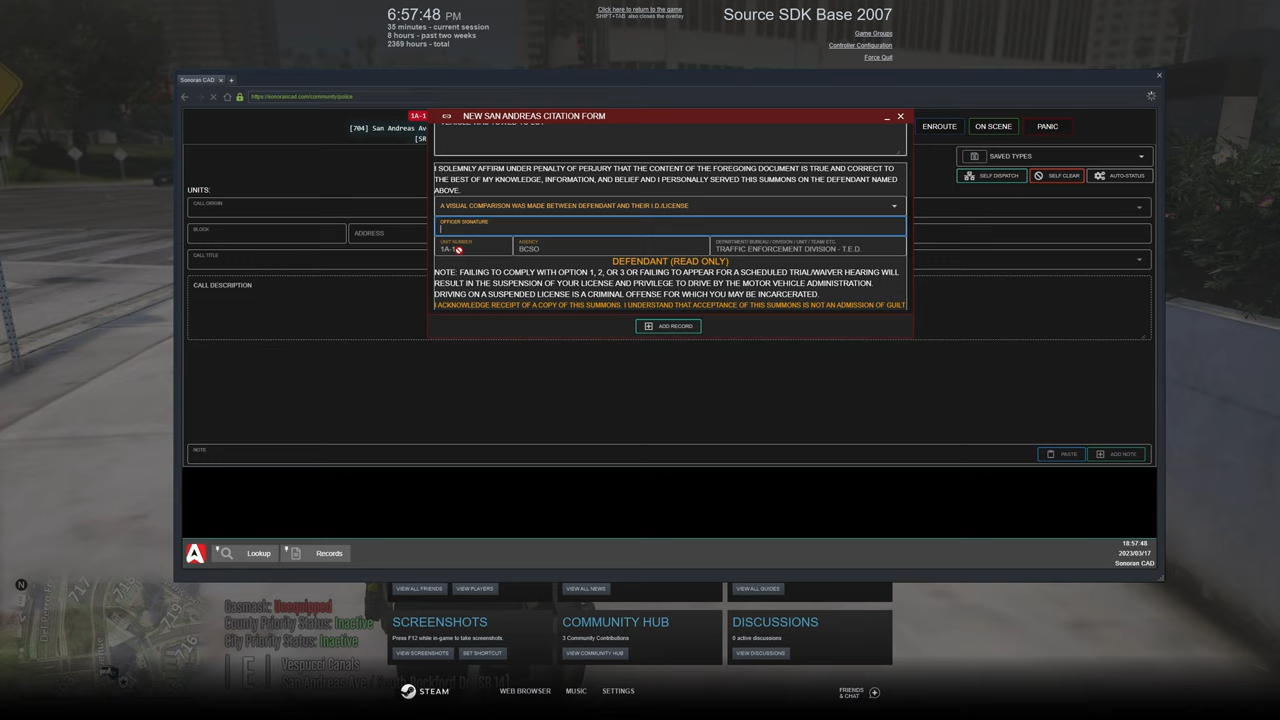 6:57:48 PM
35 minutes - current session
8 hours - past two weeks
2369 hours - total
Click here to return to the game
SHIFT+TAB also closes the overlay
Source SDK Base 2007
Game Groups
Controller Configuration
Force Quit
Sonoran CAD
https://sonorancad.com/community/police
1A-1
NEW SAN ANDREAS CITATION FORM
ENROUTE
ON SCENE
PANIC
[704] San Andreas Av
[SR
SAVED TYPES
SELF DISPATCH
SELF CLEAR
AUTO-STATUS
I SOLEMNLY AFFIRM UNDER PENALTY OF PERJURY THAT THE CONTENT OF THE FOREGOING DOCUMENT IS TRUE AND CORRECT TO
THE BEST OF MY KNOWLEDGE, INFORMATION, AND BELIEF AND I PERSONALLY SERVED THIS SUMMONS ON THE DEFENDANT NAMED
ABOVE.
UNITS:
CALL ORIGIN
A VISUAL COMPARISON WAS MADE BETWEEN DEFENDANT AND THEIR I.D./LICENSE
OFFICER SIGNATURE
BLOCK
ADDRESS
UNIT NUMBER
1A-1
AGENCY
BCSO
DEPARTMENT/ BUREAU / DIVISION / UNIT / TEAM ETC.
TRAFFIC ENFORCEMENT DIVISION - T.E.D.
CALL TITLE
DEFENDANT (READ ONLY)
NOTE: FAILING TO COMPLY WITH OPTION 1, 2, OR 3 OR FAILING TO APPEAR FOR A SCHEDULED TRIAL/WAIVER HEARING WILL
RESULT IN THE SUSPENSION OF YOUR LICENSE AND PRIVILEGE TO DRIVE BY THE MOTOR VEHICLE ADMINISTRATION.
DRIVING ON A SUSPENDED LICENSE IS A CRIMINAL OFFENSE FOR WHICH YOU MAY BE INCARCERATED.
I ACKNOWLEDGE RECEIPT OF A COPY OF THIS SUMMONS. I UNDERSTAND THAT ACCEPTANCE OF THIS SUMMONS IS NOT AN ADMISSION OF GUILT
CALL DESCRIPTION
ADD RECORD
NOTE
PASTE
ADD NOTE
Lookup
Records
18:57:48
2023/03/17
Sonoran CAD
VIEW ALL FRIENDS
VIEW PLAYERS
VIEW ALL NEWS
VIEW ALL GUIDES
N
Gasmask: Unequipped
County Priority Status: Inactive
City Priority Status: Inactive
| E | Vespucci Canals
San Andreas Ave / South Rockford Dr [SR 14]
SCREENSHOTS
Press F12 while in-game to take screenshots.
VIEW SCREENSHOTS
SET SHORTCUT
COMMUNITY HUB
3 Community Contributions
VIEW COMMUNITY HUB
DISCUSSIONS
0 active discussions
VIEW DISCUSSIONS
STEAM
WEB BROWSER
MUSIC
SETTINGS
FRIENDS
& CHAT